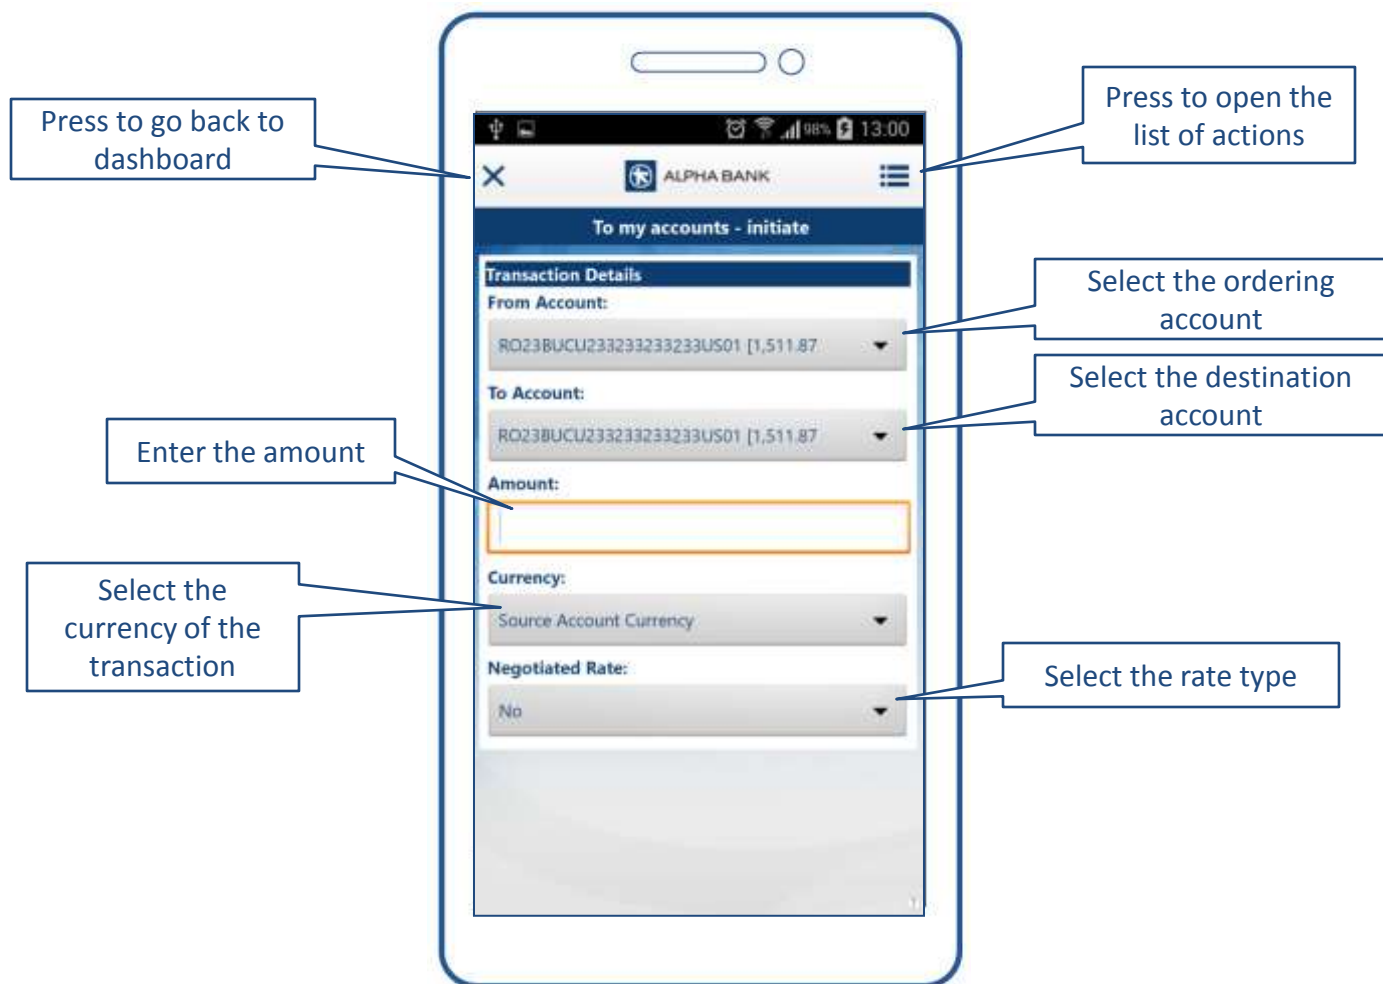 Press to go back to
dashboard
Press to open the
list of actions
98% 13:00
ALPHA BANK
To my accounts - initiate
Transaction Details
From Account:
RO23BUCU233233233233US01 [1,511.87
Select the ordering
account
To Account:
RO23BUCU233233233233US01 [1,511.87
Select the destination
account
Enter the amount
Amount:
Select the
currency of the
transaction
Currency:
Source Account Currency
Negotiated Rate:
No
Select the rate type